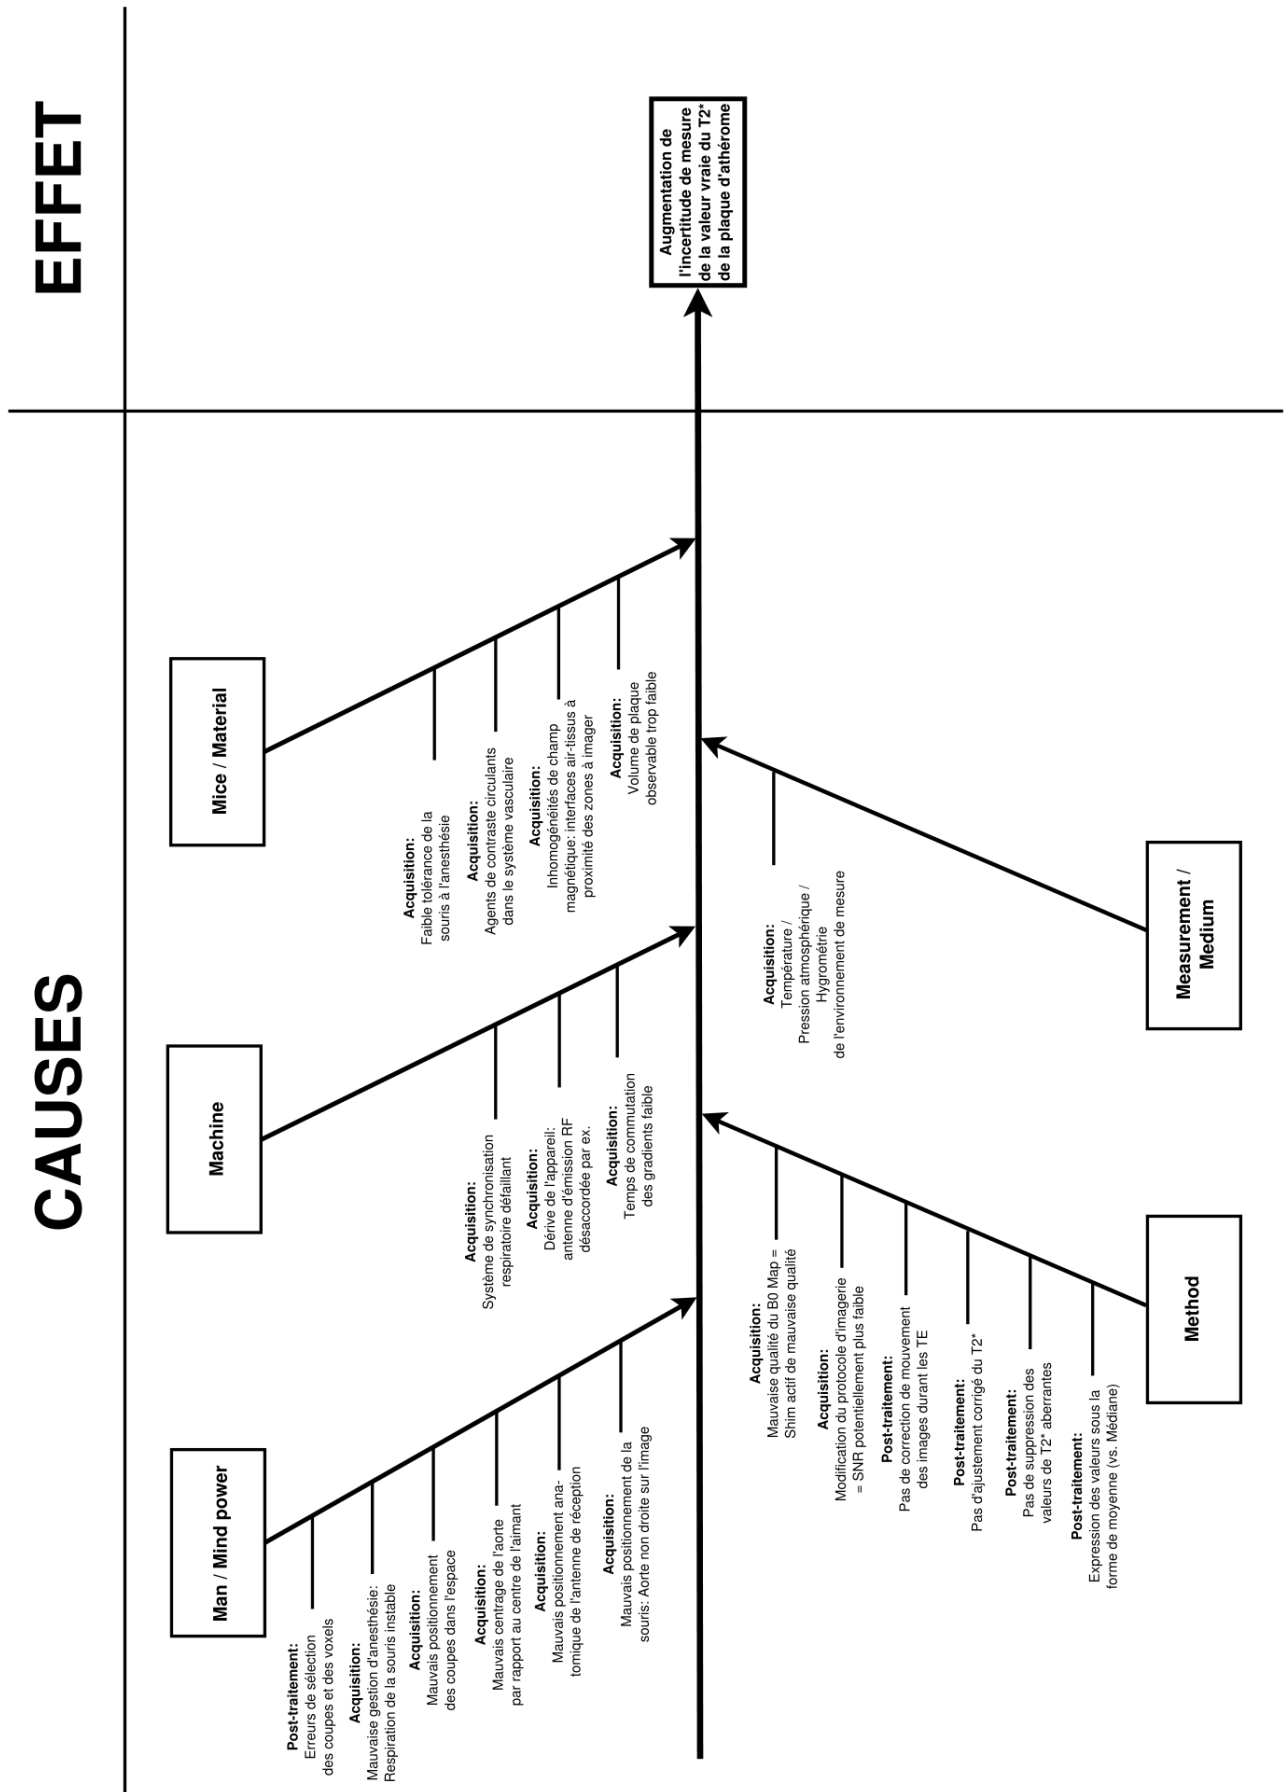 CAUSES
EFFET
Man / Mind power
Post-traitement:
Erreurs de sélection
des coupes et des voxels
Acquisition:
Mauvaise gestion d'anesthésie:
Respiration de la souris instable
Acquisition:
Mauvais positionnement
des coupes dans l'espace
Acquisition:
Mauvais centrage de l'aorte
par rapport au centre de l'aimant
Acquisition:
Mauvais positionnement ana-
tomique de l'antenne de réception
Acquisition:
Mauvais positionnement de la
souris: Aorte non droite sur l'image
Machine
Acquisition:
Système de synchronisation
respiratoire défaillant
Acquisition:
Dérive de l'appareil:
antenne d'émission RF
désaccordée par ex.
Acquisition:
Temps de commutation
des gradients faible
Mice / Material
Acquisition:
Faible tolérance de la
souris à l'anesthésie
Acquisition:
Agents de contraste circulants
dans le système vasculaire
Acquisition:
Inhomogénéités de champ
magnétique: interfaces air-tissus à
proximité des zones à imager
Acquisition:
Volume de plaque
observable trop faible
Augmentation de
l'incertitude de mesure
de la valeur vraie du T2*
de la plaque d'athérome
Acquisition:
Mauvaise qualité du B0 Map =
Shim actif de mauvaise qualité
Acquisition:
Modification du protocole d'imagerie
= SNR potentiellement plus faible
Post-traitement:
Pas de correction de mouvement
des images durant les TE
Post-traitement:
Pas d'ajustement corrigé du T2*
Post-traitement:
Pas de suppression des
valeurs de T2* aberrantes
Post-traitement:
Expression des valeurs sous la
forme de moyenne (vs. Médiane)
Method
Acquisition:
Température /
Pression atmosphérique /
Hygrométrie
de l'environnement de mesure
Measurement /
Medium